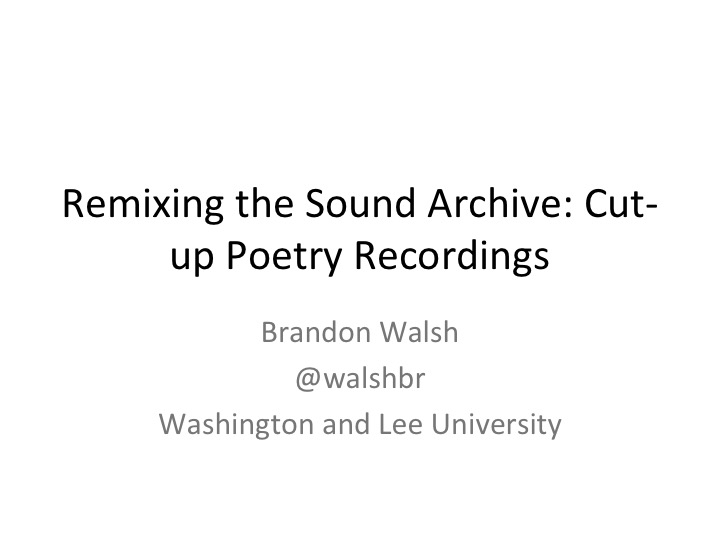 Remixing the Sound Archive: Cut-
up Poetry Recordings
Brandon Walsh
@walshbr
Washington and Lee University